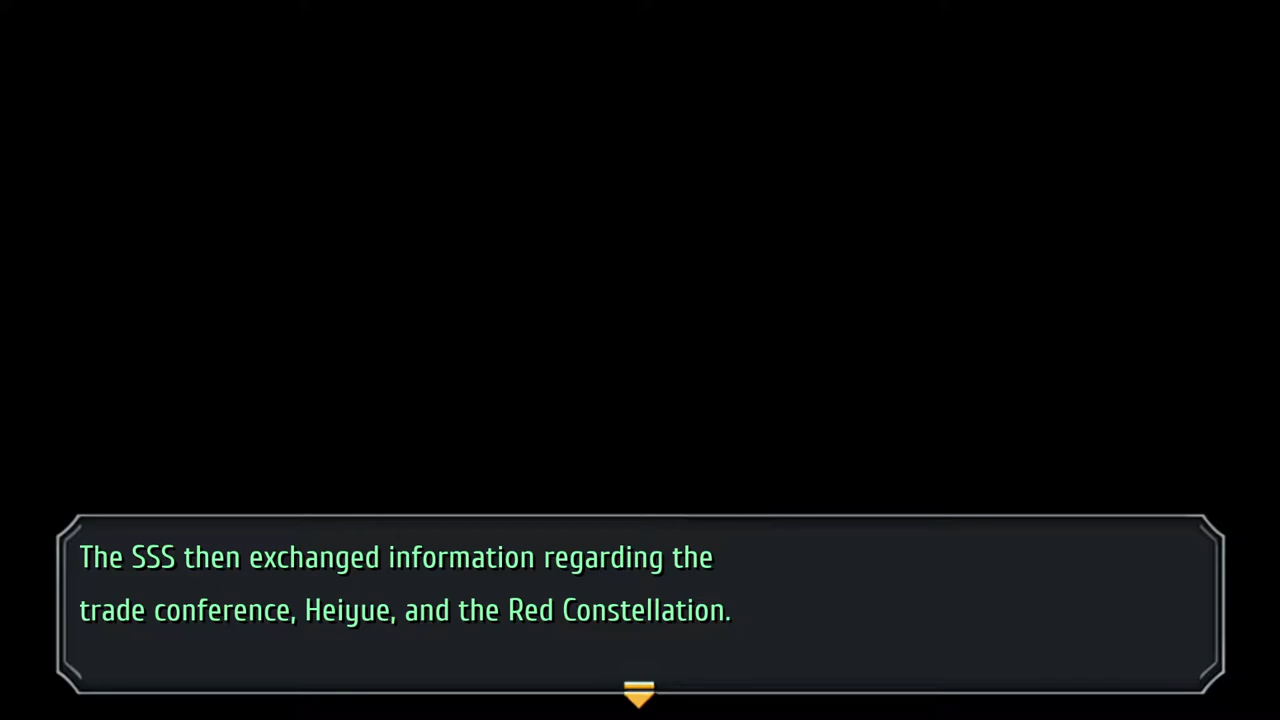 The SSS then exchanged information regarding the
trade conference, Heiyue, and the Red Constellation.